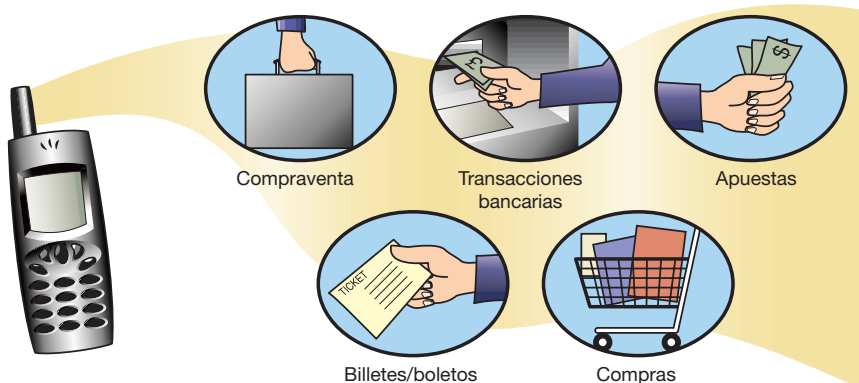 £
$
Compraventa
Transacciones
bancarias
Apuestas
TICKET
Billetes/boletos
Compras